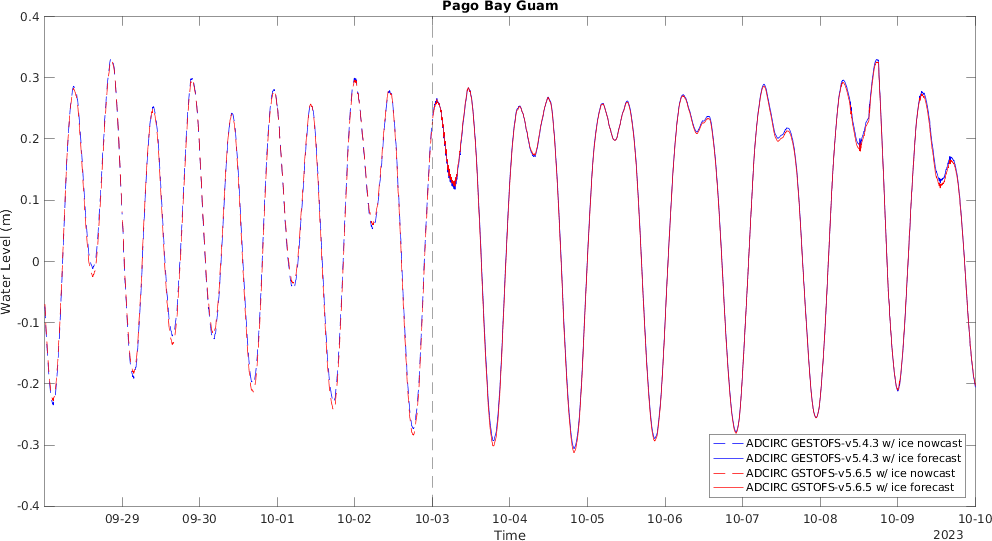 Pago Bay Guam
0.4
0.3
0.2
0.1
0
-0.1
-0.2
-0.3
-0.4
Water Level (m)
ADCIRC GESTOFS-v5.4.3 w/ ice nowcast
ADCIRC GESTOFS-v5.4.3 w/ ice forecast
ADCIRC GSTOFS-v5.6.5 w/ ice nowcast
ADCIRC GSTOFS-v5.6.5 w/ ice forecast
09-29 09-30 10-01 10-02 10-03 10-04 10-05 10-06 10-07 10-08 10-09 10-10
Time
2023